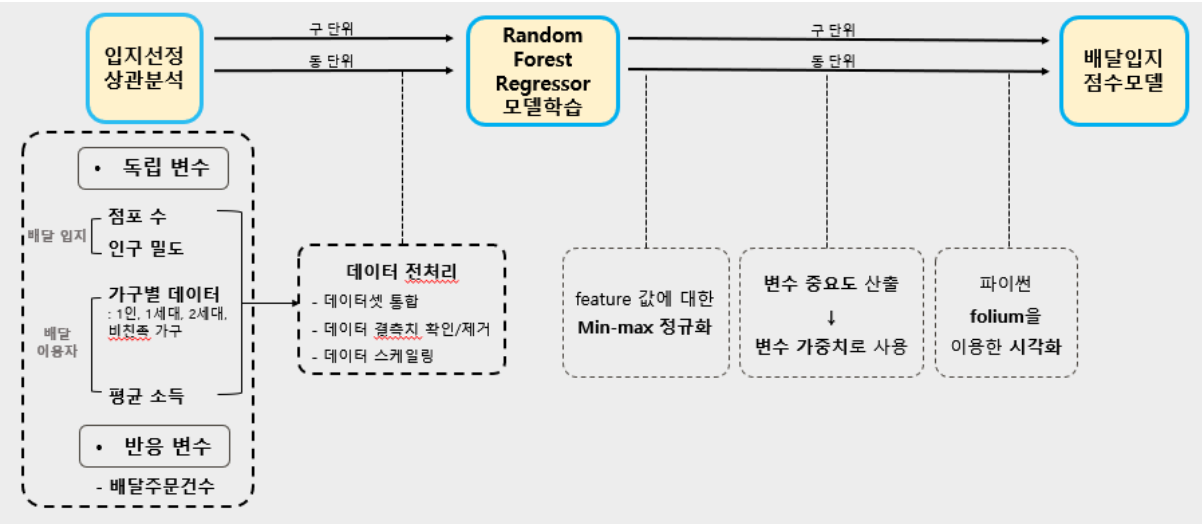 입지선정
상관분석
구 단위
동 단위
Random
Forest
Regressor
모델학습
구 단위
동 단위
배달입지
점수모델
• 독립 변수
배달 입지
점포 수
인구 밀도
배달
이용자
가구별 데이터
: 1인, 1세대, 2세대,
비친족 가구
평균 소득
• 반응 변수
- 배달주문건수
데이터 전처리
- 데이터셋 통합
- 데이터 결측치 확인/제거
- 데이터 스케일링
feature 값에 대한
Min-max 정규화
변수 중요도 산출
↓
변수 가중치로 사용
파이썬
folium을
이용한 시각화